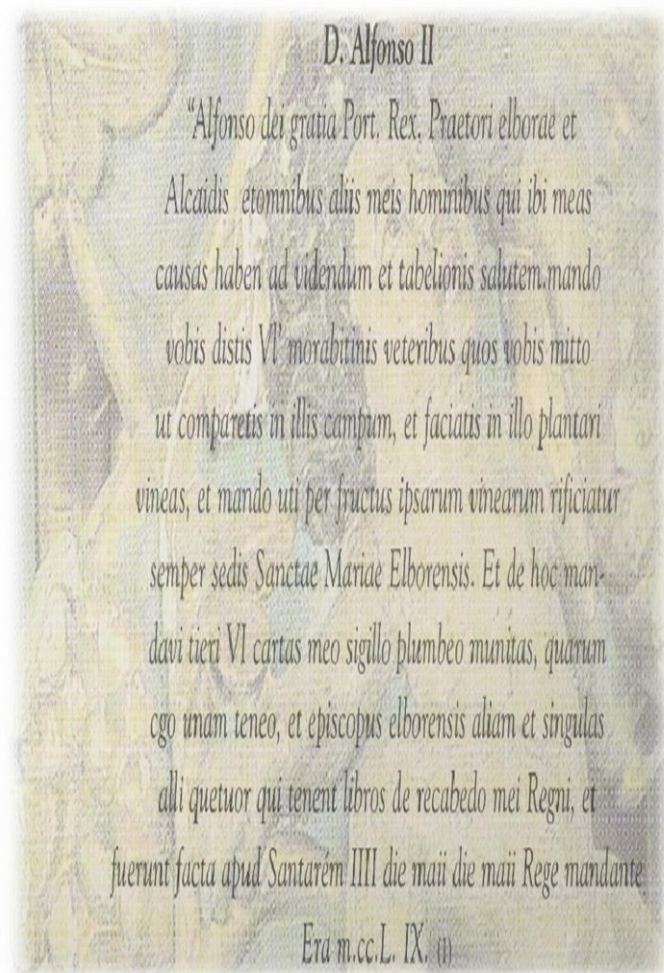 D. Alfonso II
“Alfonso dei gratia Port. Rex. Praetori elborae et
Alcaidis etomnibus aliis meis hominibus qui ibi meas
causas haben ad videndum et tabelionis salutem.mando
vobis distis VI' morabitinis veteribus quos vobis mitto
ut comparetis in illis campum, et faciatis in illo plantari
vineas, et mando uti per fructus ipsarum vinearum rificiatur
semper sedis Sanctae Mariae Elborensis. Et de hoc man-
davi tieri VI cartas meo sigillo plumbeo munitas, quarum
cgo unam teneo, et episcopus elborensis aliam et singulas
alli quetuor qui tenent libros de recabedo mei Regni, et
fuerunt facta apud Santarém IIII die maii die maii Rege mandante
Era m.cc.L. IX. (1)